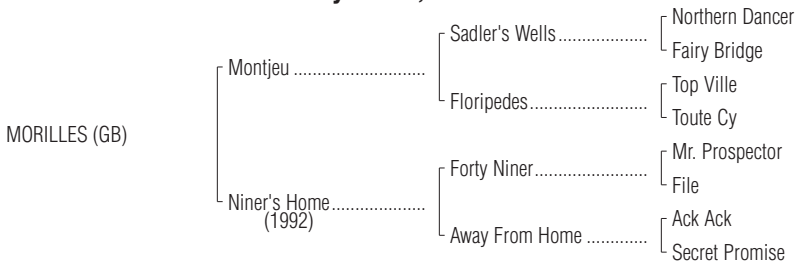 Northern Dancer
Sadler's Wells
Fairy Bridge
Montjeu
Top Ville
Floripedes
Toute Cy
MORILLES (GB)
Mr. Prospector
Forty Niner
File
Niner's Home
(1992)
Ack Ack
Away From Home
Secret Promise